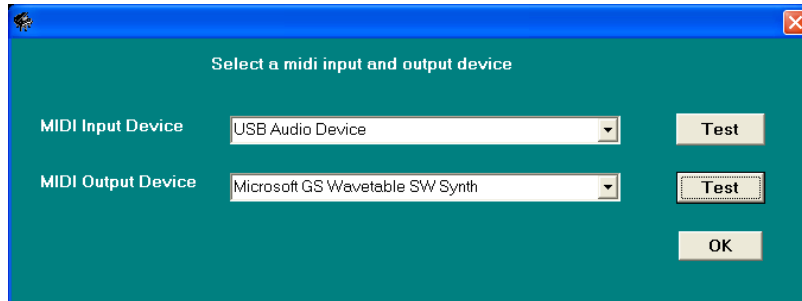 Select a midi input and output device
MIDI Input Device USB Audio Device Test
MIDI Output Device Microsoft GS Wavetable SW Synth Test
OK